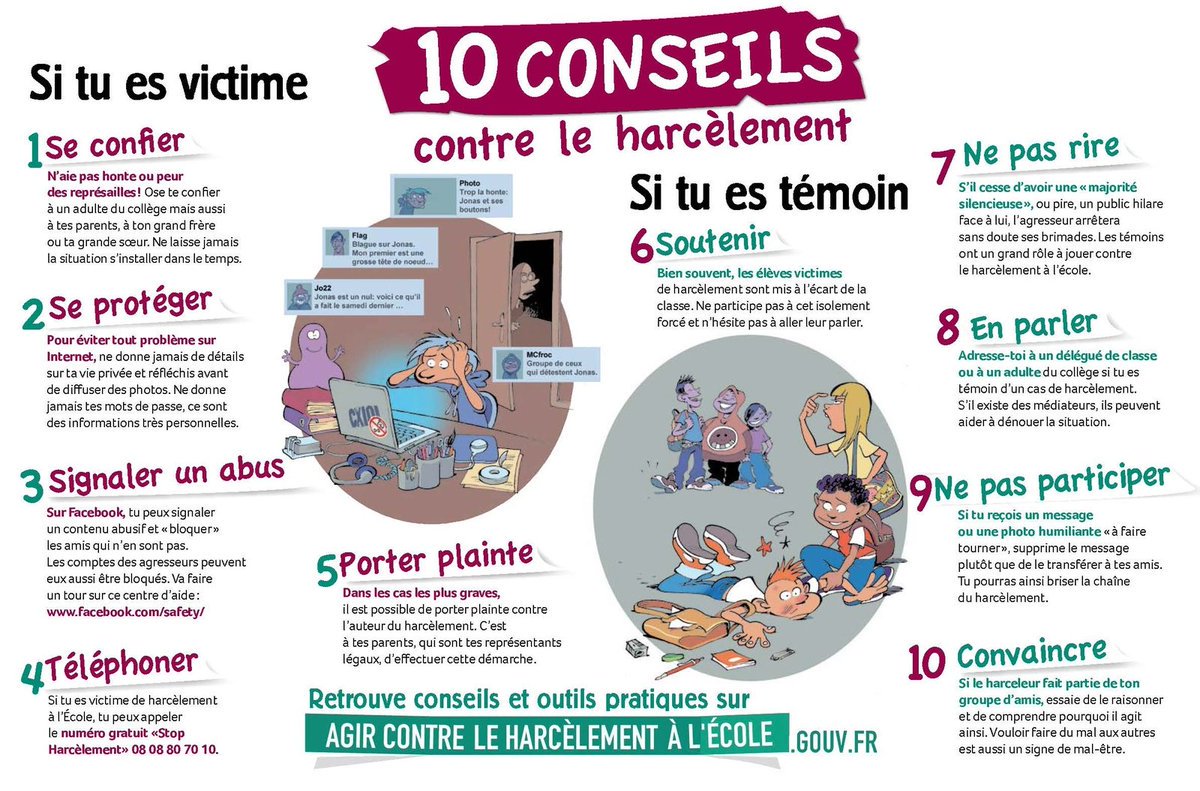 10 CONSEILS
contre le harcèlement
Si tu es victime
1 Se confier
N'aie pas honte ou peur
des représailles ! Ose te confier
à un adulte du collège mais aussi
à tes parents, à ton grand frère
ou ta grande sœur. Ne laisse jamais
la situation s'installer dans le temps.
2 Se protéger
Pour éviter tout problème sur
Internet, ne donne jamais de détails
sur ta vie privée et réfléchis avant
de diffuser des photos. Ne donne
jamais tes mots de passe, ce sont
des informations très personnelles.
3 Signaler un abus
Sur Facebook, tu peux signaler
un contenu abusif et « bloquer »
les amis qui n'en sont pas.
Les comptes des agresseurs peuvent
eux aussi être bloqués. Va faire
un tour sur ce centre d'aide :
www.facebook.com/safety/
4 Téléphoner
Si tu es victime de harcèlement
à l'École, tu peux appeler
le numéro gratuit «Stop
Harcèlement» 08 08 80 70 10.
Photo
Trop la honte:
Jonas et ses
boutons!
Flag
Blague sur Jonas.
Mon premier est une
grosse tête de noeud...
Jo22
Jonas est un nul: voici ce qu'il
a fait le samedi dernier ...
MCfroc
Groupe de ceux
qui détestent Jonas.
5 Porter plainte
Dans les cas les plus graves,
il est possible de porter plainte contre
l'auteur du harcèlement. C'est
à tes parents, qui sont tes représentants
légaux, d'effectuer cette démarche.
Si tu es témoin
6 Soutenir
Bien souvent, les élèves victimes
de harcèlement sont mis à l'écart de la
classe. Ne participe pas à cet isolement
forcé et n'hésite pas à aller leur parler.
7 Ne pas rire
S'il cesse d'avoir une « majorité
silencieuse », ou pire, un public hilare
face à lui, l'agresseur arrêtera
sans doute ses brimades. Les témoins
ont un grand rôle à jouer contre
le harcèlement à l'école.
8 En parler
Adresse-toi à un délégué de classe
ou à un adulte du collège si tu es
témoin d'un cas de harcèlement.
S'il existe des médiateurs, ils peuvent
aider à dénouer la situation.
9 Ne pas participer
Si tu reçois un message
ou une photo humiliante « à faire
tourner », supprime le message
plutôt que de le transférer à tes amis.
Tu pourras ainsi briser la chaîne
du harcèlement.
10 Convaincre
Si le harceleur fait partie de ton
groupe d'amis, essaie de le raisonner
et de comprendre pourquoi il agit
ainsi. Vouloir faire du mal aux autres
est aussi un signe de mal-être.
Retrouve conseils et outils pratiques sur
AGIR CONTRE LE HARCÈLEMENT À L'ÉCOLE .GOUV.FR